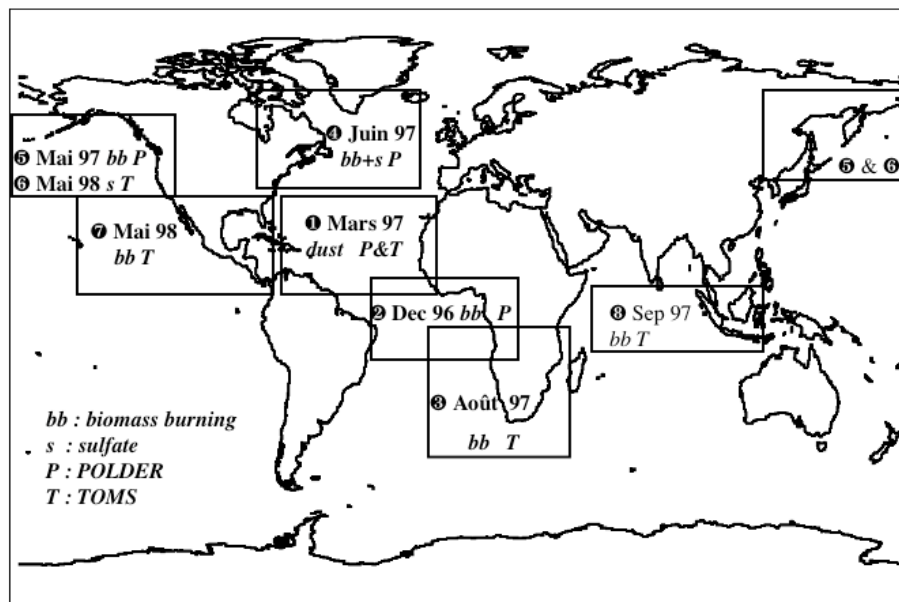 ❹ Juin 97
bb+s P
❺ Mai 97 bb P
❻ Mai 98 s T
❺ & ❻
❼ Mai 98
bb T
❶ Mars 97
dust P&T
❷ Dec 96 bb P
❽ Sep 97
bb T
❸ Août 97
bb T
bb : biomass burning
s : sulfate
P : POLDER
T : TOMS